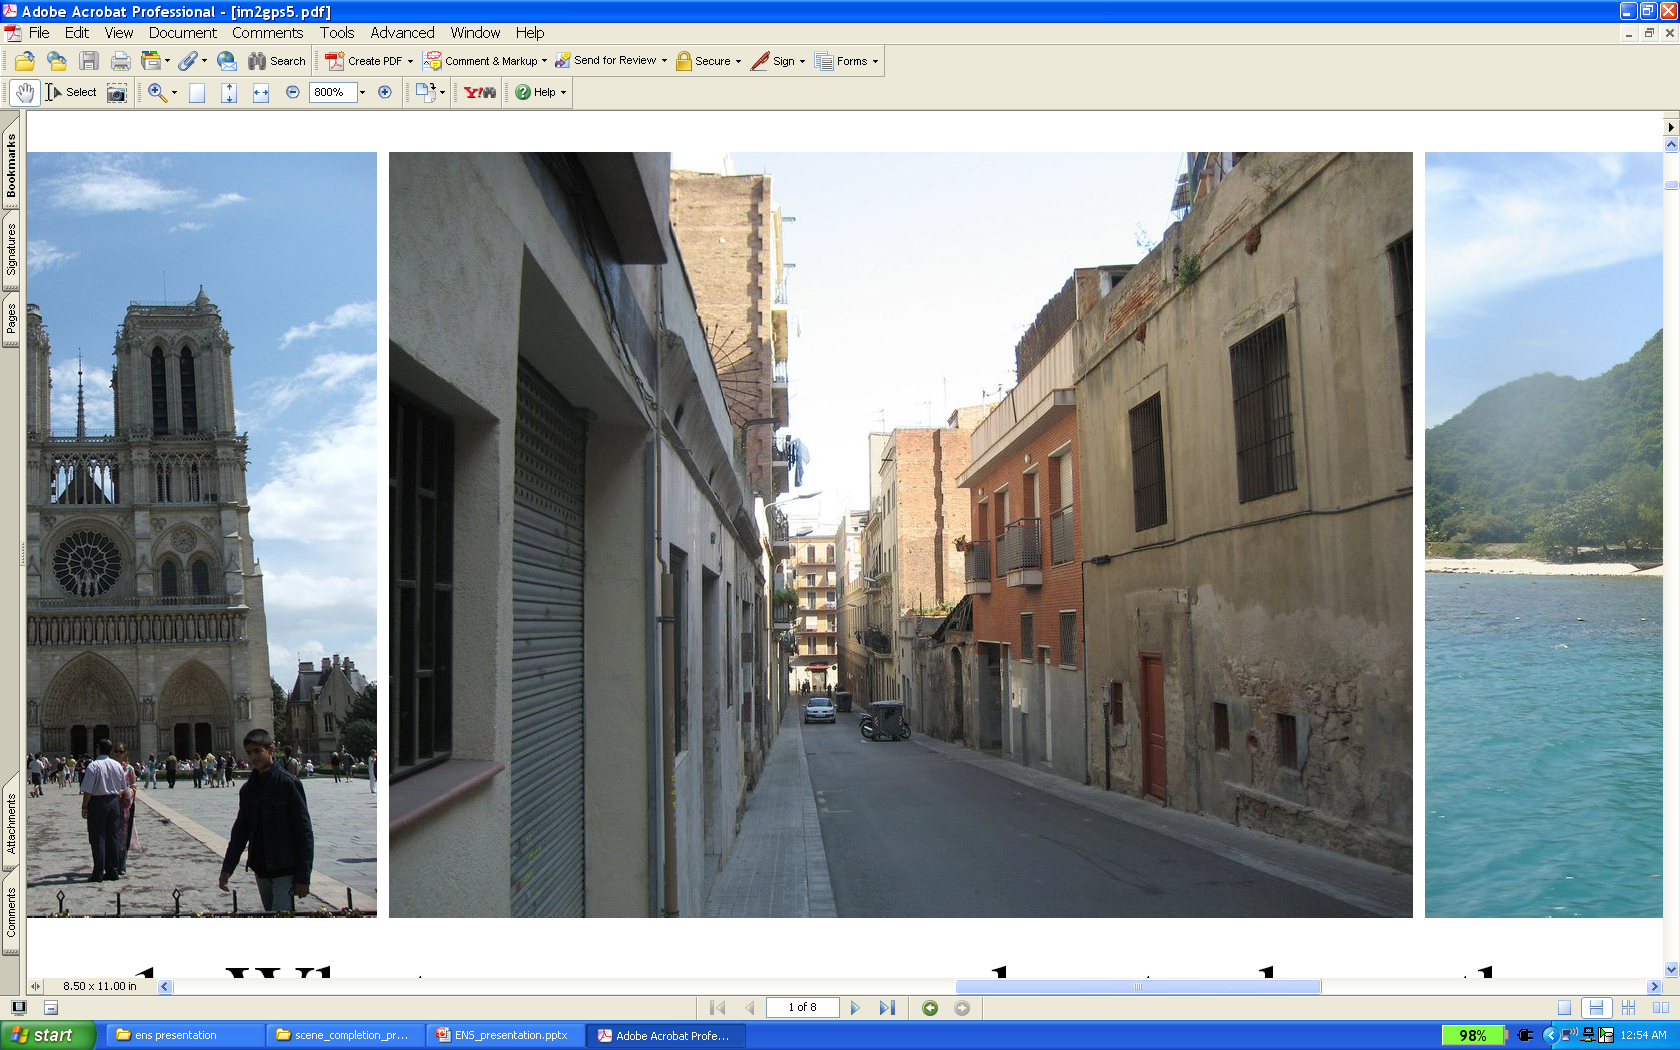 Adobe Acrobat Professional - [im2gps5.pdf]
File Edit View Document Comments Tools Advanced Window Help
Search Create PDF Comment & Markup Send for Review Secure Sign Forms
Select 800% Y! Help
Bookmarks
Signatures
Pages
Attachments
Comments
8.50 x 11.00 in
1 of 8
start ens presentation scene_completion_pr... ENS_presentation.pptx Adobe Acrobat Profe... 98% 12:54 AM